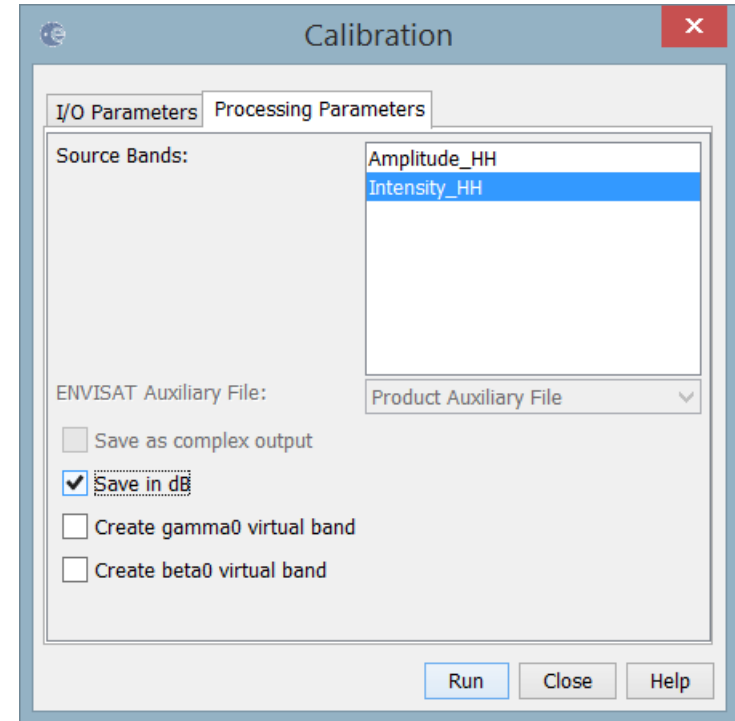 Calibration
I/O Parameters Processing Parameters
Source Bands: Amplitude_HH
Intensity_HH
ENVISAT Auxiliary File: Product Auxiliary File
Save as complex output
Save in dB
Create gamma0 virtual band
Create beta0 virtual band
Run Close Help